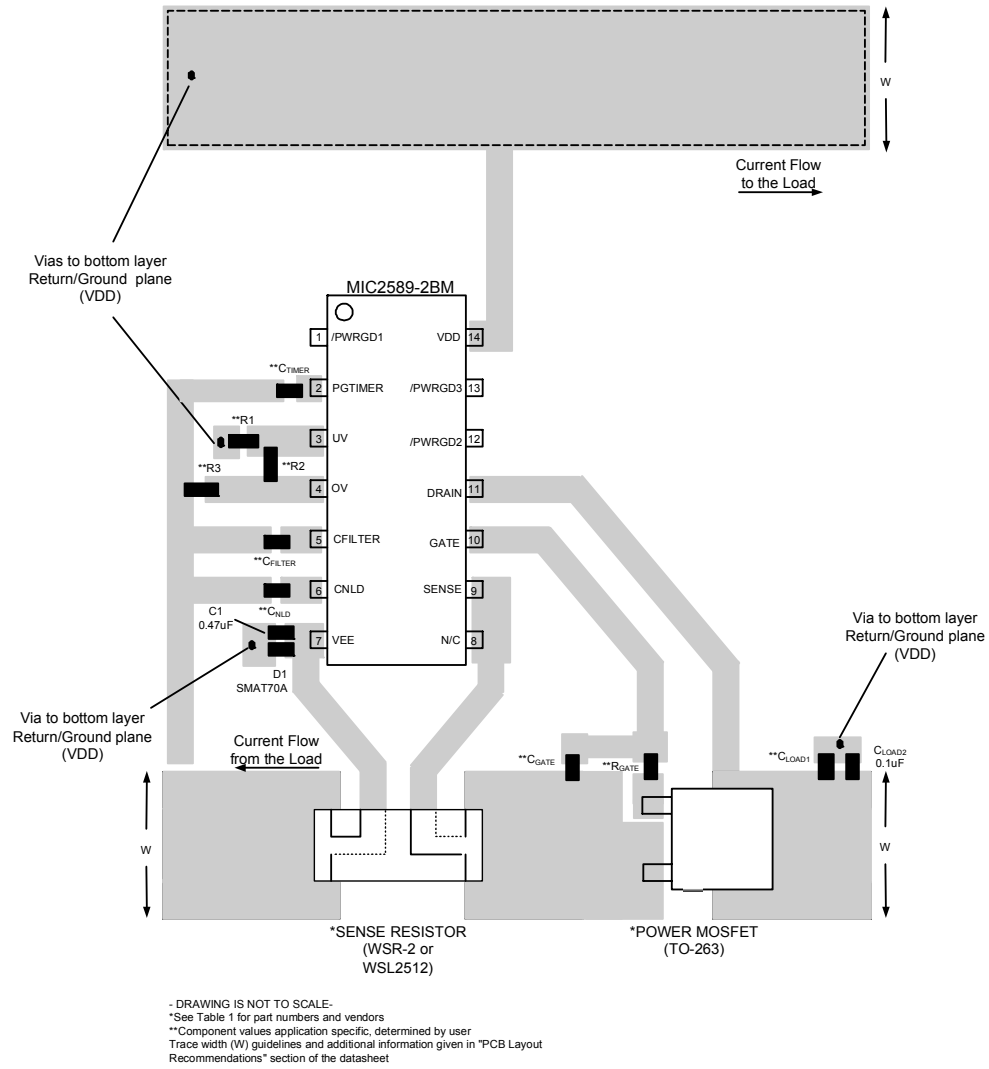 W
Current Flow
to the Load
Vias to bottom layer
Return/Ground plane
(VDD)
MIC2589-2BM
1 /PWRGD1
VDD 14
**CTIMER
2 PGTIMER
/PWRGD3 13
**R1
3 UV
/PWRGD2 12
**R2
**R3
4 OV
DRAIN 11
5 CFILTER
GATE 10
**CFILTER
6 CNLD
SENSE 9
**CNLD
C1
0.47uF
7 VEE
N/C 8
D1
SMAT70A
Via to bottom layer
Return/Ground plane
(VDD)
Via to bottom layer
Return/Ground plane
(VDD)
Current Flow
from the Load
**CGATE
**RGATE
**CLOAD1
CLOAD2
0.1uF
W
W
*SENSE RESISTOR
(WSR-2 or
WSL2512)
*POWER MOSFET
(TO-263)
- DRAWING IS NOT TO SCALE-
*See Table 1 for part numbers and vendors
**Component values application specific, determined by user
Trace width (W) guidelines and additional information given in "PCB Layout
Recommendations" section of the datasheet